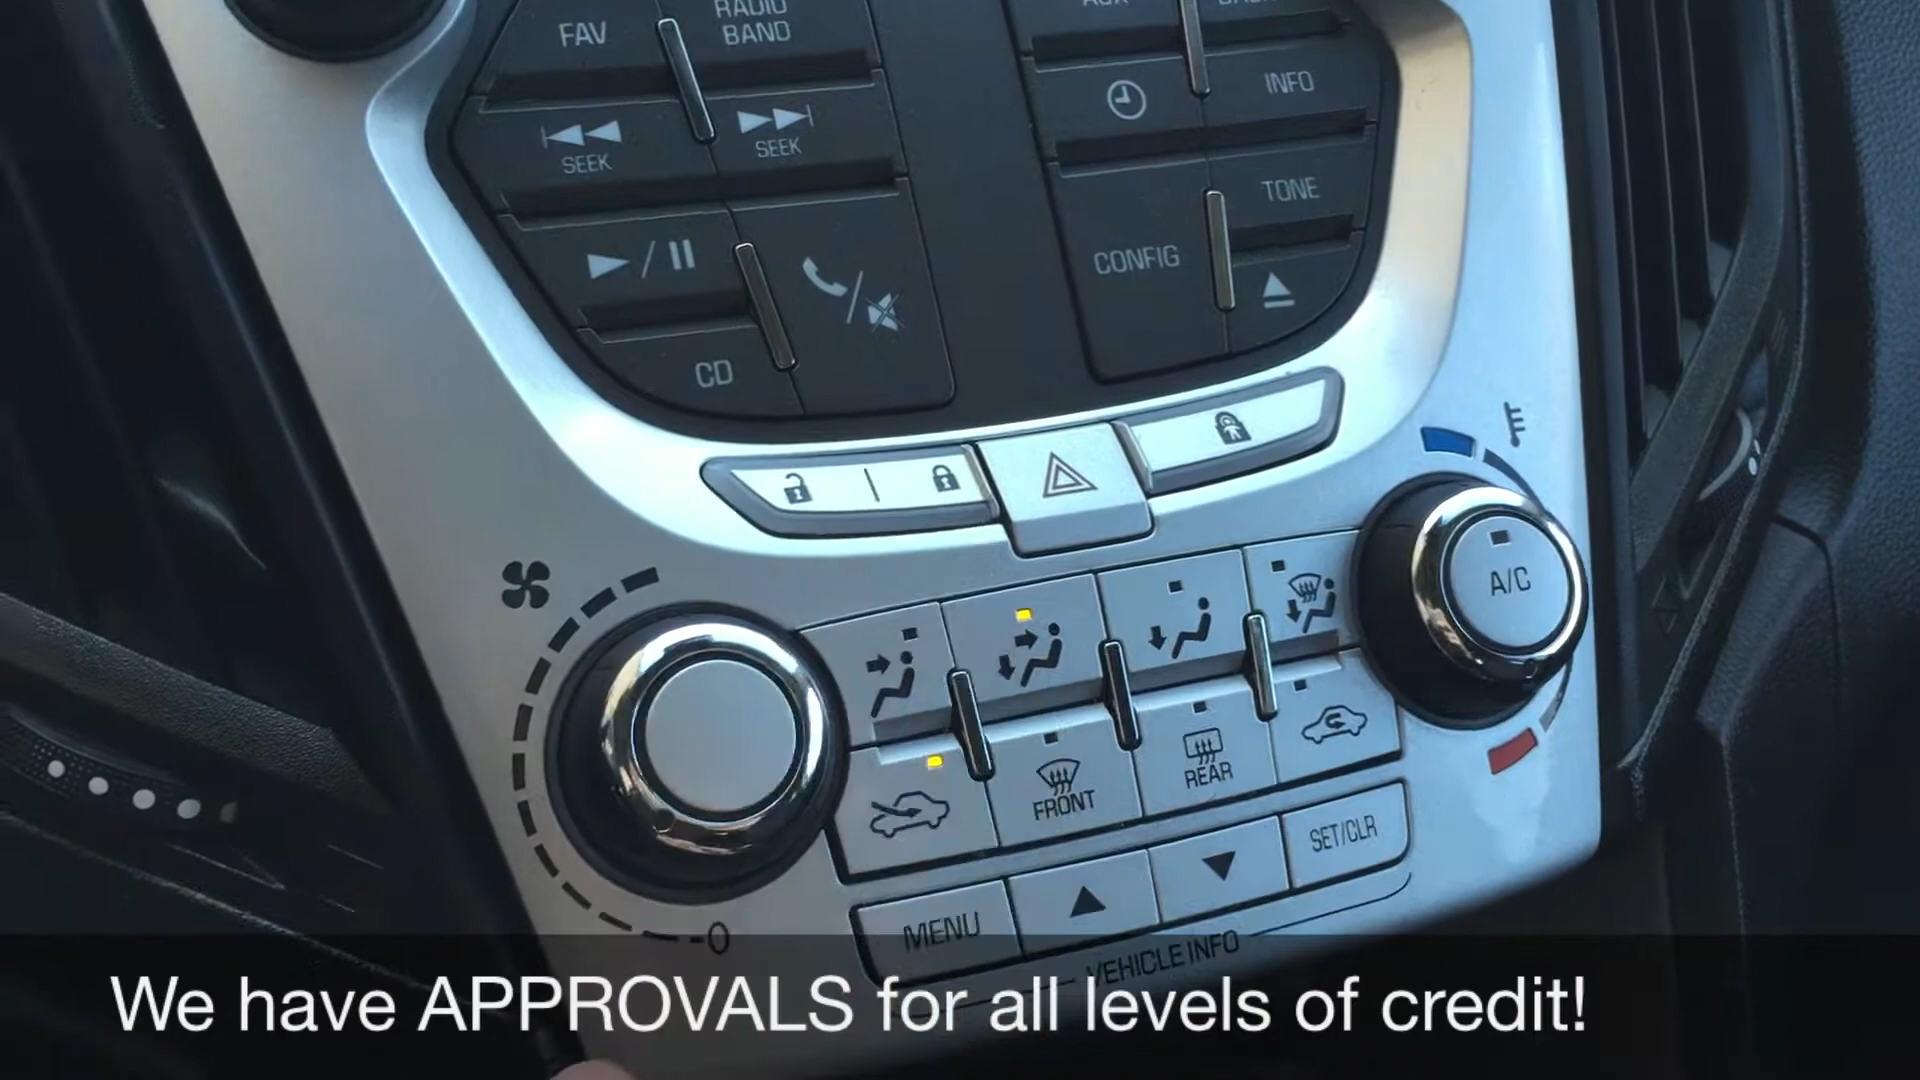 FAV
RADIO
BAND
SEEK
SEEK
CD
INFO
TONE
CONFIG
A/C
FRONT
REAR
MENU
SET/CLR
VEHICLE INFO
0
We have APPROVALS for all levels of credit!